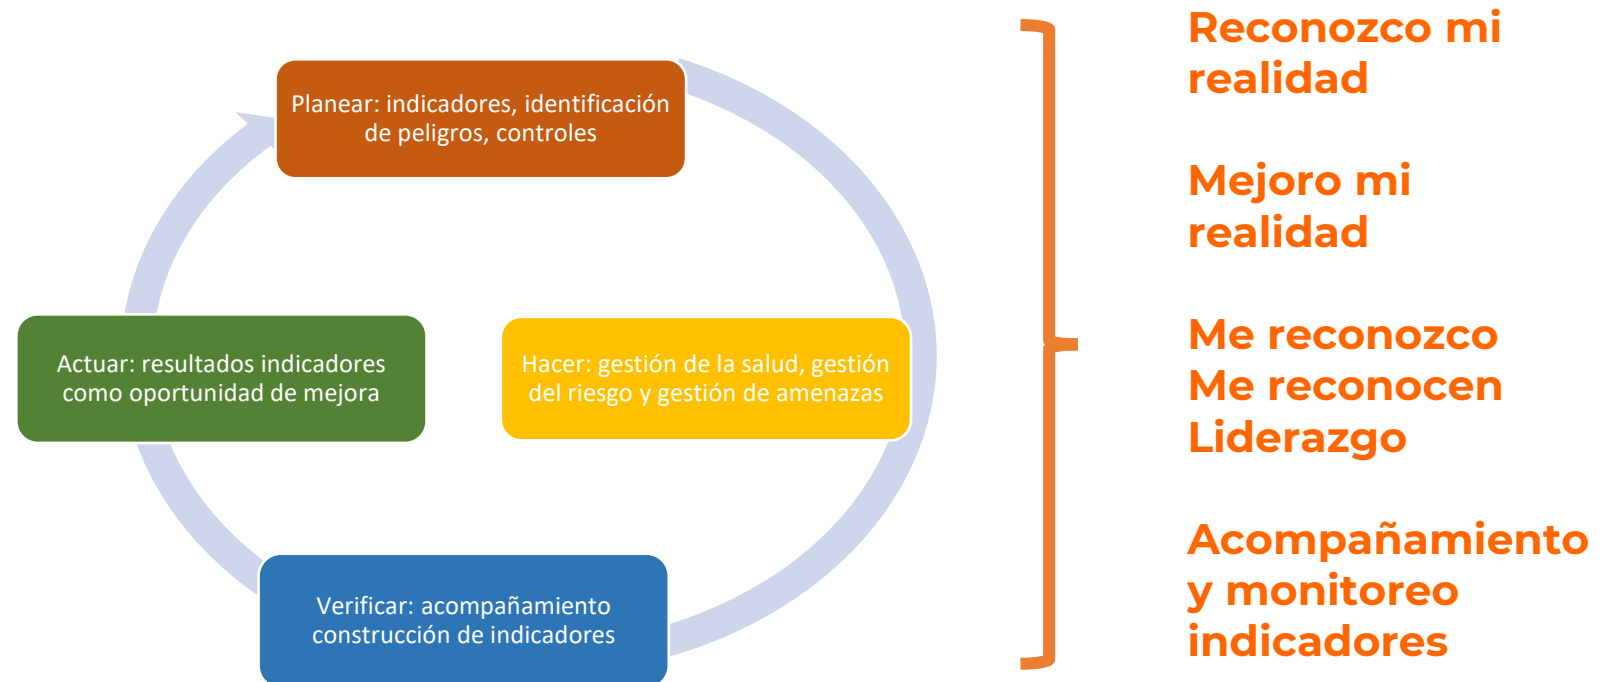 Planear: indicadores, identificación
de peligros, controles
Actuar: resultados indicadores
como oportunidad de mejora
Hacer: gestión de la salud, gestión
del riesgo y gestión de amenazas
Verificar: acompañamiento
construcción de indicadores
Reconozco mi
realidad
Mejoro mi
realidad
Me reconozco
Me reconocen
Liderazgo
Acompañamiento
y monitoreo
indicadores